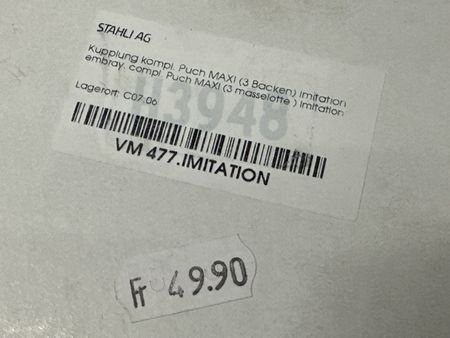 STAHLI AG
Kupplung kompl. Puch MAXI (3 Backen) Imitation
embray. compl. Puch MAXI (3 masselotte ) Imitation
Lagerort: C07.06
13948
VM 477.IMITATION
Fr 49.90